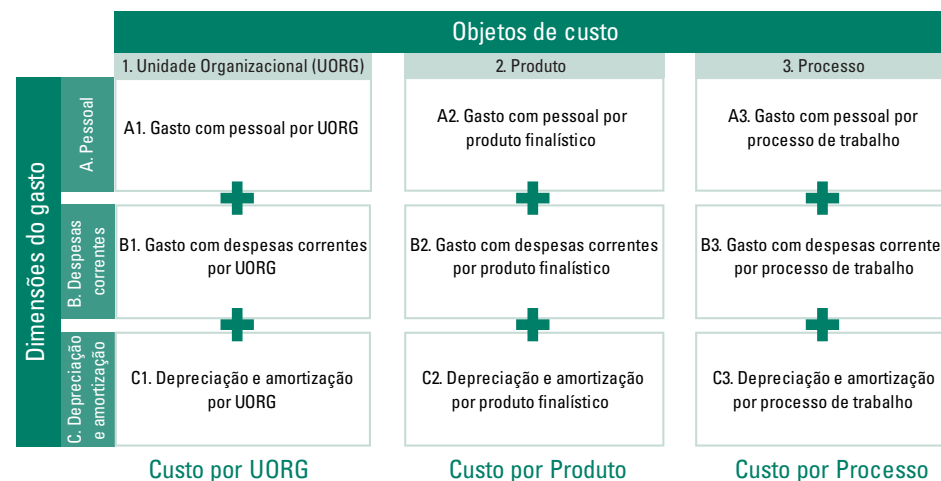 Objetos de custo
1. Unidade Organizacional (UORG)
2. Produto
3. Processo
Dimensões do gasto
A. Pessoal
A1. Gasto com pessoal por UORG
A2. Gasto com pessoal por
produto finalístico
A3. Gasto com pessoal por
processo de trabalho
B. Despesas
correntes
B1. Gasto com despesas correntes
por UORG
B2. Gasto com despesas correntes
por produto finalístico
B3. Gasto com despesas corrente
por processo de trabalho
C. Depreciação
e amortização
C1. Depreciação e amortização
por UORG
C2. Depreciação e amortização
por produto finalístico
C3. Depreciação e amortização
por processo de trabalho
Custo por UORG
Custo por Produto
Custo por Processo